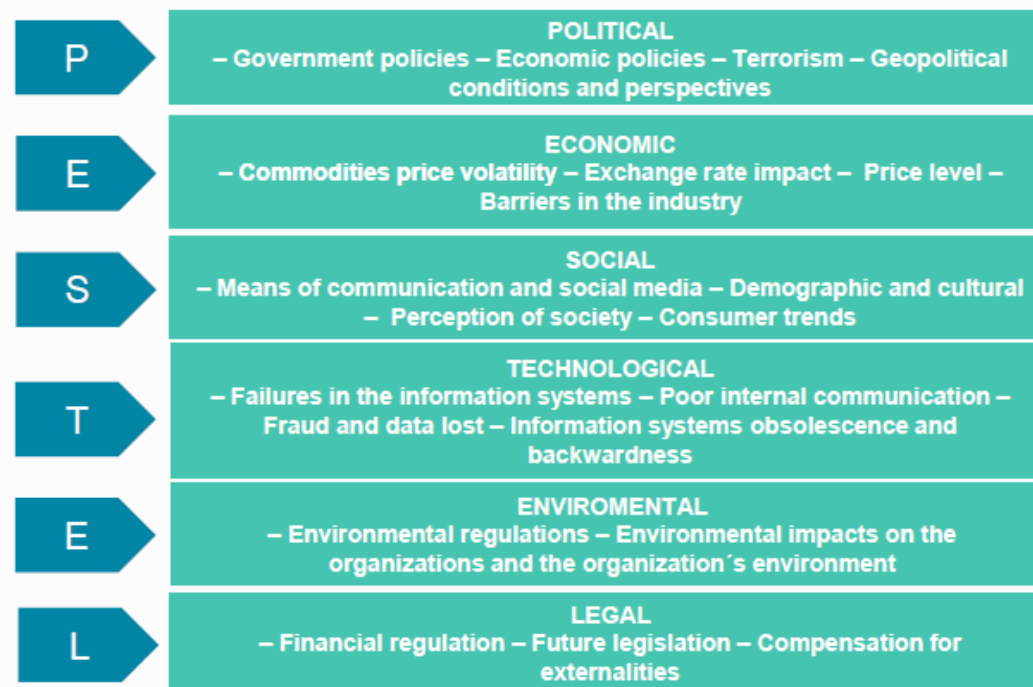 P
POLITICAL
– Government policies – Economic policies – Terrorism – Geopolitical
conditions and perspectives
E
ECONOMIC
– Commodities price volatility – Exchange rate impact – Price level –
Barriers in the industry
S
SOCIAL
– Means of communication and social media – Demographic and cultural
– Perception of society – Consumer trends
T
TECHNOLOGICAL
– Failures in the information systems – Poor internal communication –
Fraud and data lost – Information systems obsolescence and
backwardness
E
ENVIROMENTAL
– Environmental regulations – Environmental impacts on the
organizations and the organization´s environment
L
LEGAL
– Financial regulation – Future legislation – Compensation for
externalities